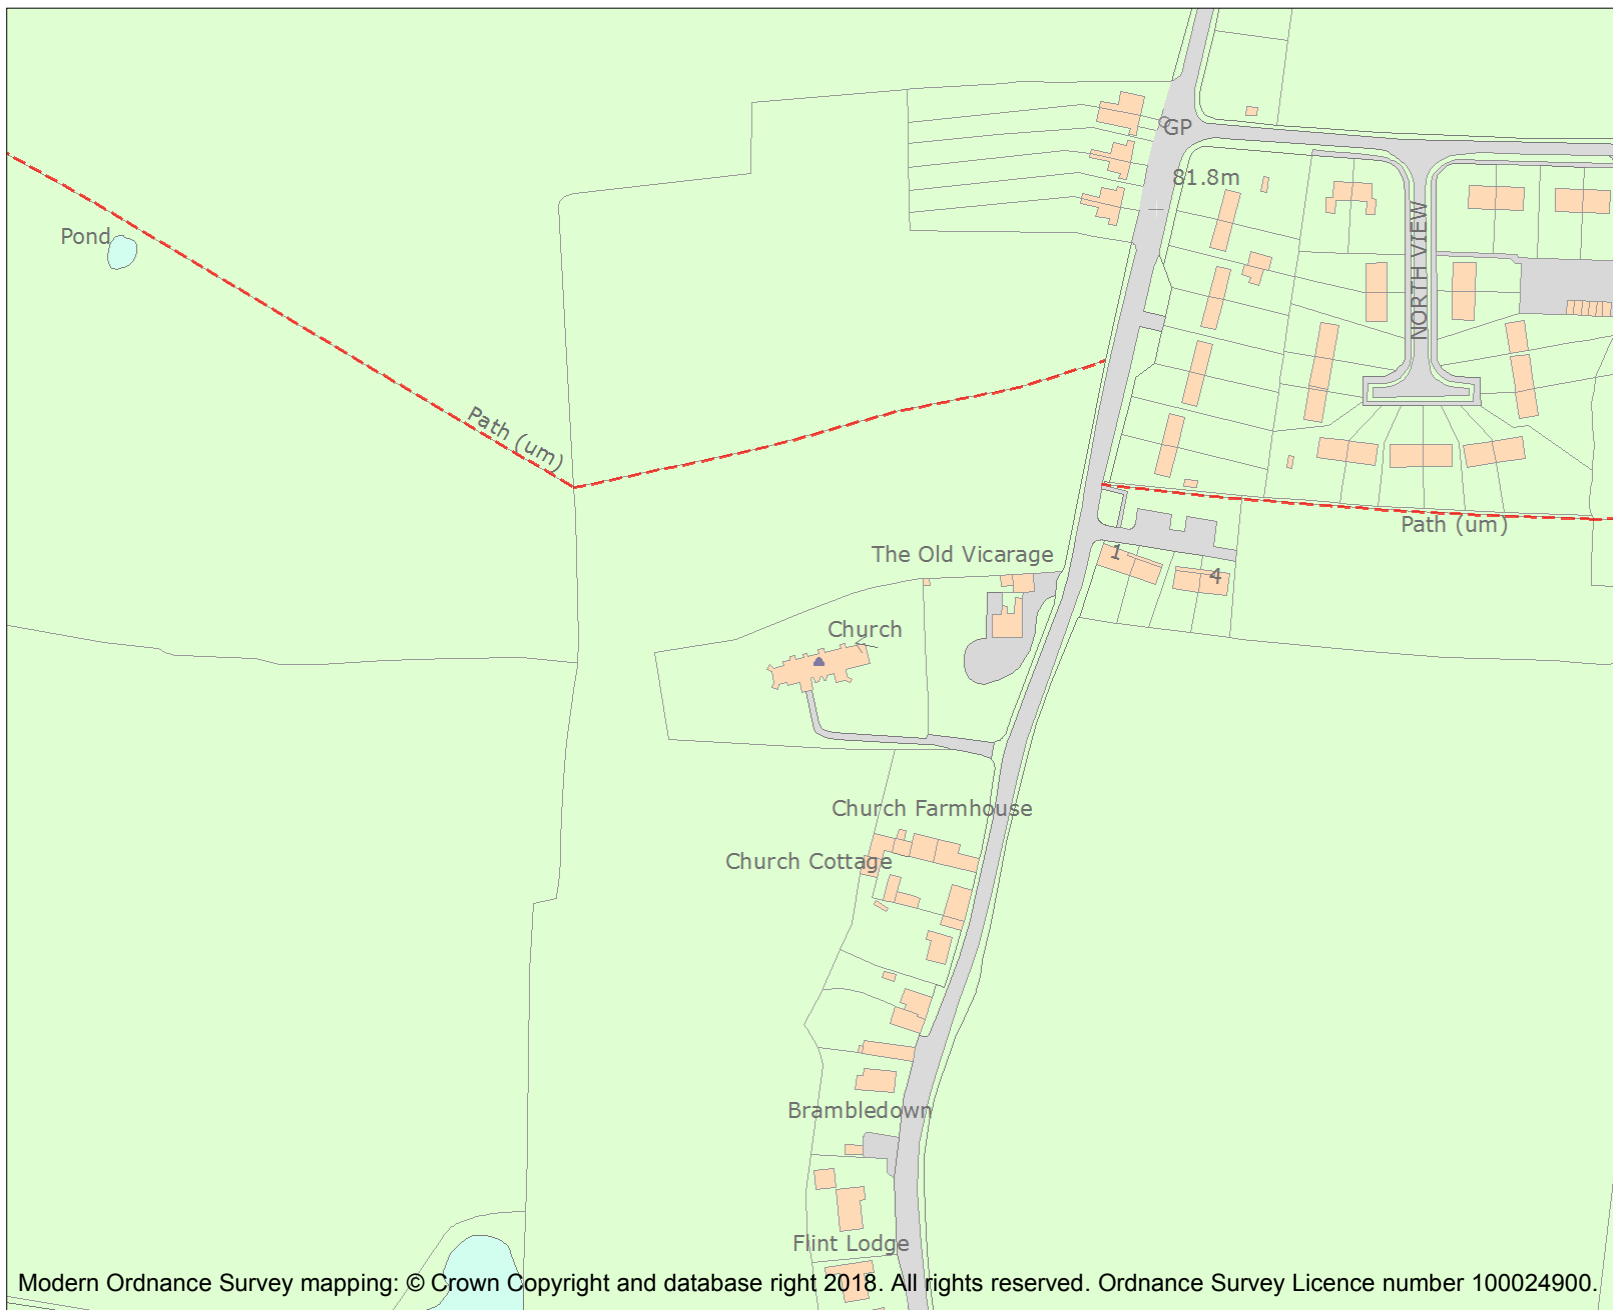 GP
81.8m
NORTH VIEW
Pond
Path (um)
Path (um)
The Old Vicarage
1
4
Church
Church Farmhouse
Church Cottage
Brambledown
Flint Lodge
Modern Ordnance Survey mapping: © Crown Copyright and database right 2018. All rights reserved. Ordnance Survey Licence number 100024900.